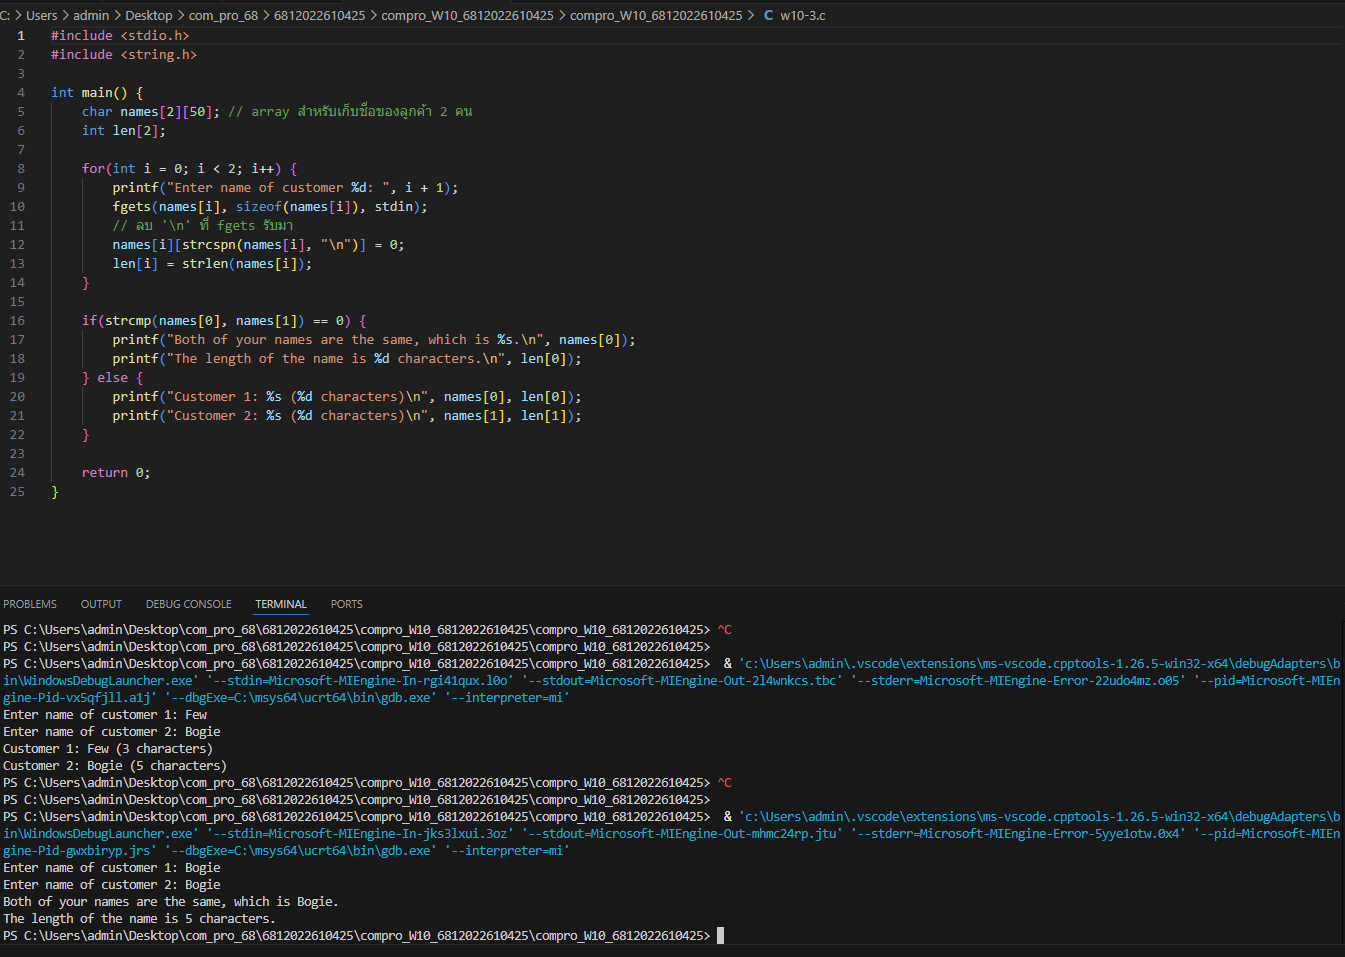 C: > Users > admin > Desktop > com_pro_68 > 6812022610425 > compro_W10_6812022610425 > compro_W10_6812022610425 > C w10-3.c
1 #include <stdio.h>
2 #include <string.h>
3
4 int main() {
5     char names[2][50]; // array สำหรับเก็บชื่อของลูกค้า 2 คน
6     int len[2];
7
8     for(int i = 0; i < 2; i++) {
9         printf("Enter name of customer %d: ", i + 1);
10         fgets(names[i], sizeof(names[i]), stdin);
11         // ลบ '\n' ที่ fgets รับมา
12         names[i][strcspn(names[i], "\n")] = 0;
13         len[i] = strlen(names[i]);
14     }
15
16     if(strcmp(names[0], names[1]) == 0) {
17         printf("Both of your names are the same, which is %s.\n", names[0]);
18         printf("The length of the name is %d characters.\n", len[0]);
19     } else {
20         printf("Customer 1: %s (%d characters)\n", names[0], len[0]);
21         printf("Customer 2: %s (%d characters)\n", names[1], len[1]);
22     }
23
24     return 0;
25 }
PROBLEMS OUTPUT DEBUG CONSOLE TERMINAL PORTS
PS C:\Users\admin\Desktop\com_pro_68\6812022610425\compro_W10_6812022610425\compro_W10_6812022610425> ^C
PS C:\Users\admin\Desktop\com_pro_68\6812022610425\compro_W10_6812022610425\compro_W10_6812022610425>
PS C:\Users\admin\Desktop\com_pro_68\6812022610425\compro_W10_6812022610425\compro_W10_6812022610425>  & 'c:\Users\admin\.vscode\extensions\ms-vscode.cpptools-1.26.5-win32-x64\debugAdapters\b
in\WindowsDebugLauncher.exe' '--stdin=Microsoft-MIEngine-In-rgi41qux.l0o' '--stdout=Microsoft-MIEngine-Out-2l4wnkcs.tbc' '--stderr=Microsoft-MIEngine-Error-22udo4mz.o05' '--pid=Microsoft-MIEn
gine-Pid-vx5qfjll.a1j' '--dbgExe=C:\msys64\ucrt64\bin\gdb.exe' '--interpreter=mi'
Enter name of customer 1: Few
Enter name of customer 2: Bogie
Customer 1: Few (3 characters)
Customer 2: Bogie (5 characters)
PS C:\Users\admin\Desktop\com_pro_68\6812022610425\compro_W10_6812022610425\compro_W10_6812022610425> ^C
PS C:\Users\admin\Desktop\com_pro_68\6812022610425\compro_W10_6812022610425\compro_W10_6812022610425>
PS C:\Users\admin\Desktop\com_pro_68\6812022610425\compro_W10_6812022610425\compro_W10_6812022610425>  & 'c:\Users\admin\.vscode\extensions\ms-vscode.cpptools-1.26.5-win32-x64\debugAdapters\b
in\WindowsDebugLauncher.exe' '--stdin=Microsoft-MIEngine-In-jks3lxui.3oz' '--stdout=Microsoft-MIEngine-Out-mhmc24rp.jtu' '--stderr=Microsoft-MIEngine-Error-5yye1otw.0x4' '--pid=Microsoft-MIEn
gine-Pid-gwxbiryp.jrs' '--dbgExe=C:\msys64\ucrt64\bin\gdb.exe' '--interpreter=mi'
Enter name of customer 1: Bogie
Enter name of customer 2: Bogie
Both of your names are the same, which is Bogie.
The length of the name is 5 characters.
PS C:\Users\admin\Desktop\com_pro_68\6812022610425\compro_W10_6812022610425\compro_W10_6812022610425>